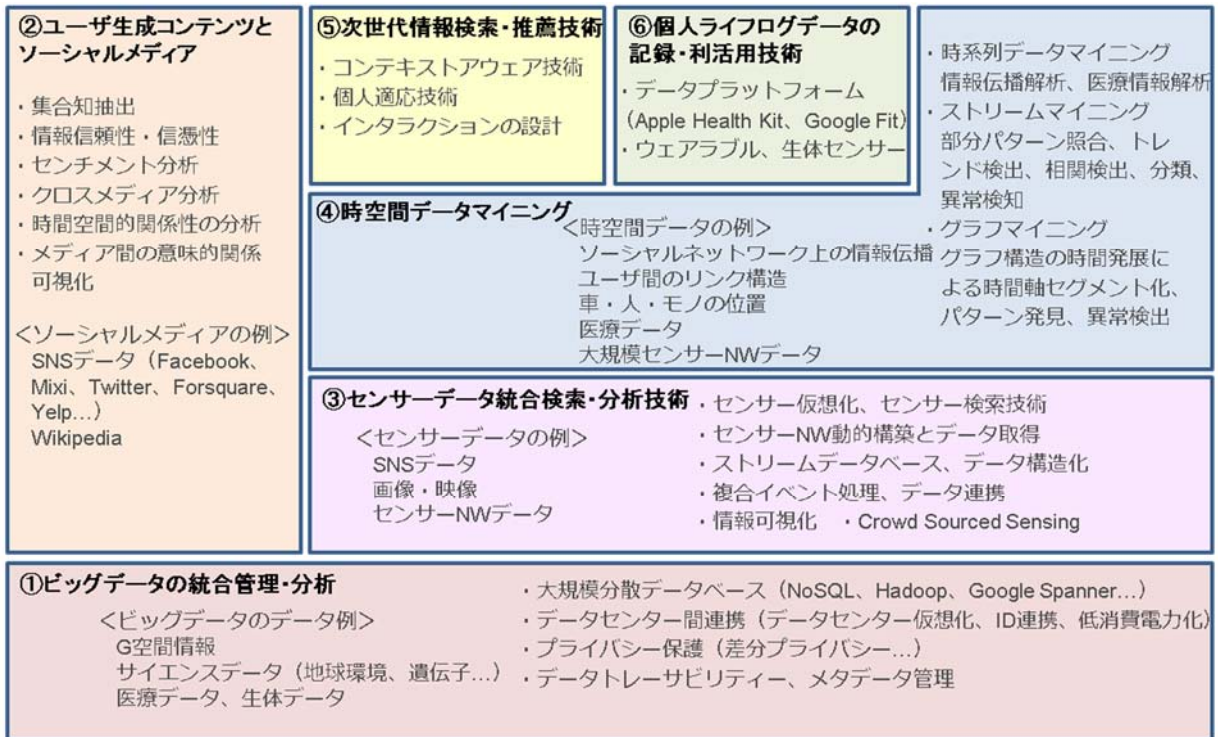 ②ユーザ生成コンテンツと
ソーシャルメディア
・集合知抽出
・情報信頼性・信憑性
・センチメント分析
・クロスメディア分析
・時間空間的関係性の分析
・メディア間の意味的関係
可視化
＜ソーシャルメディアの例＞
SNSデータ（Facebook、
Mixi、Twitter、Forsquare、
Yelp…）
Wikipedia
⑤次世代情報検索・推薦技術
・コンテキストアウェア技術
・個人適応技術
・インタラクションの設計
⑥個人ライフログデータの
記録・利活用技術
・データプラットフォーム
（Apple Health Kit、Google Fit）
・ウェアラブル、生体センサー
④時空間データマイニング
＜時空間データの例＞
ソーシャルネットワーク上の情報伝播
ユーザ間のリンク構造
車・人・モノの位置
医療データ
大規模センサーNWデータ
・時系列データマイニング
情報伝播解析、医療情報解析
・ストリームマイニング
部分パターン照合、トレ
ンド検出、相関検出、分類、
異常検知
・グラフマイニング
グラフ構造の時間発展に
よる時間軸セグメント化、
パターン発見、異常検出
③センサーデータ統合検索・分析技術
＜センサーデータの例＞
SNSデータ
画像・映像
センサーNWデータ
・センサー仮想化、センサー検索技術
・センサーNW動的構築とデータ取得
・ストリームデータベース、データ構造化
・複合イベント処理、データ連携
・情報可視化　・Crowd Sourced Sensing
①ビッグデータの統合管理・分析
＜ビッグデータのデータ例＞
G空間情報
サイエンスデータ（地球環境、遺伝子…）
医療データ、生体データ
・大規模分散データベース（NoSQL、Hadoop、Google Spanner…）
・データセンター間連携（データセンター仮想化、ID連携、低消費電力化）
・プライバシー保護（差分プライバシー…）
・データトレーサビリティー、メタデータ管理